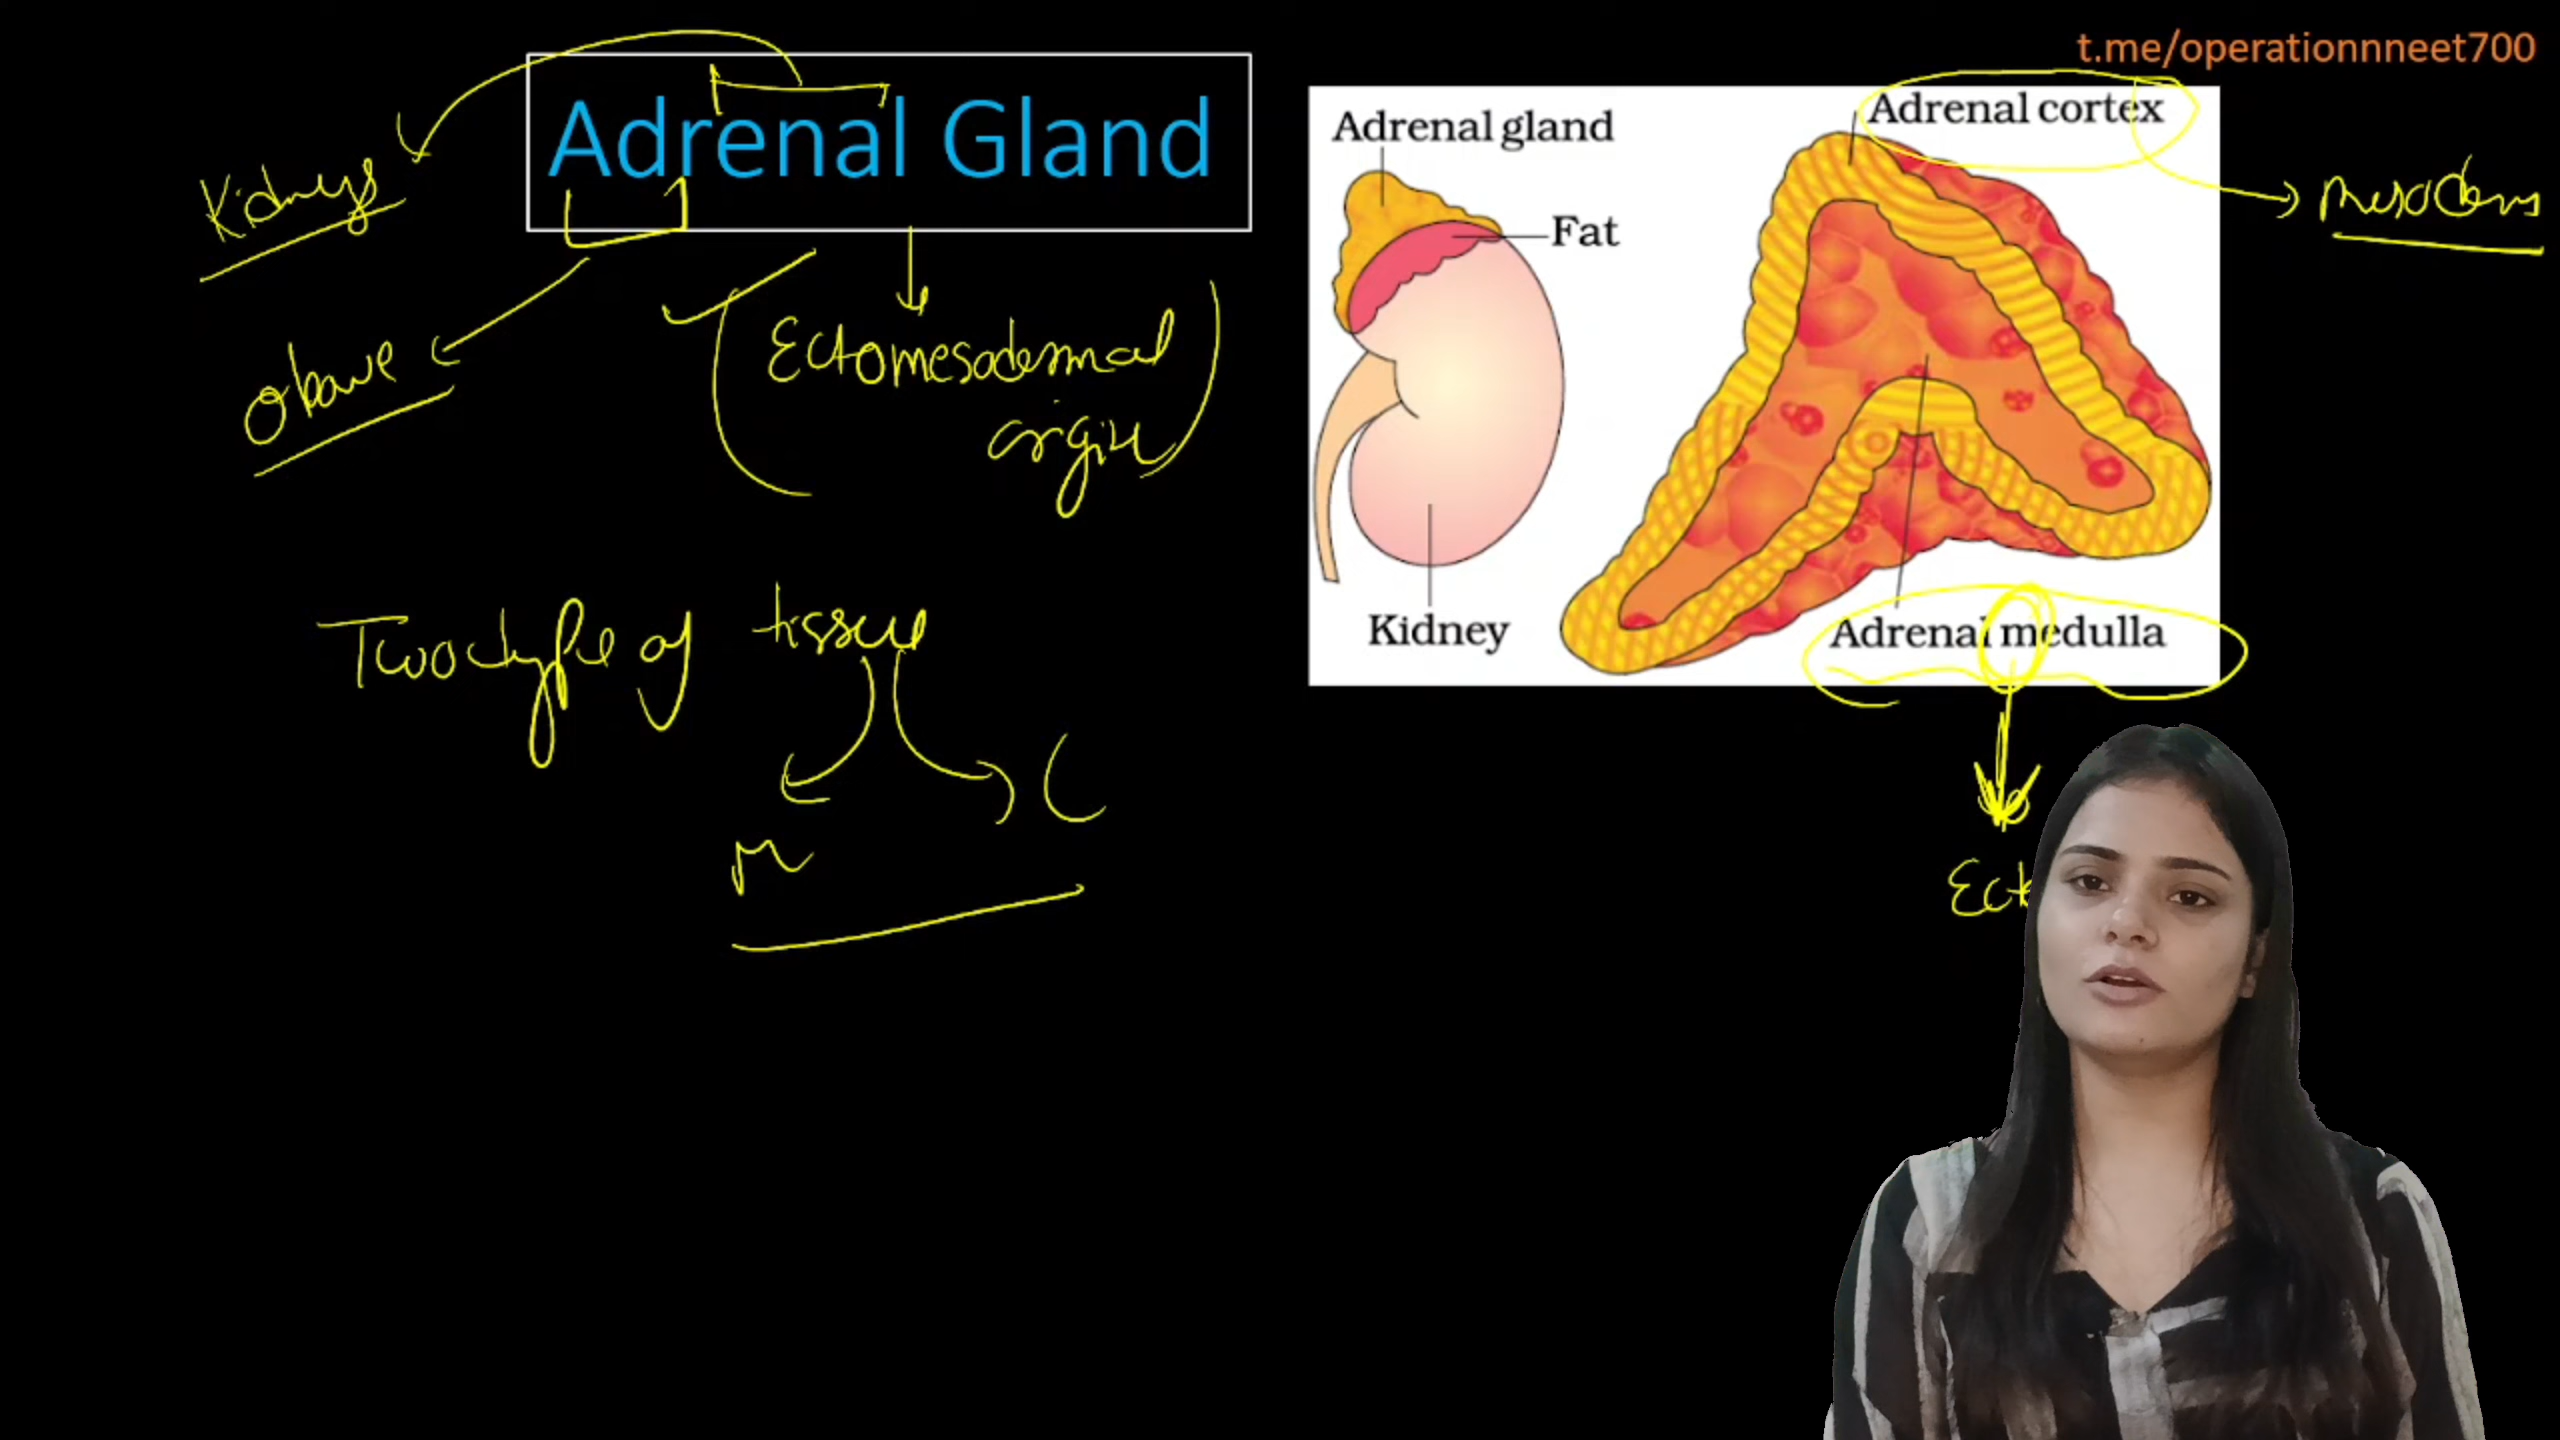 t.me/operationnneet700
Adrenal Gland
Kidneys
above
Ectomesodermal
origin
Two type of tissue
M
C
Adrenal gland
Fat
Kidney
Adrenal cortex
Adrenal medulla
mesoderm